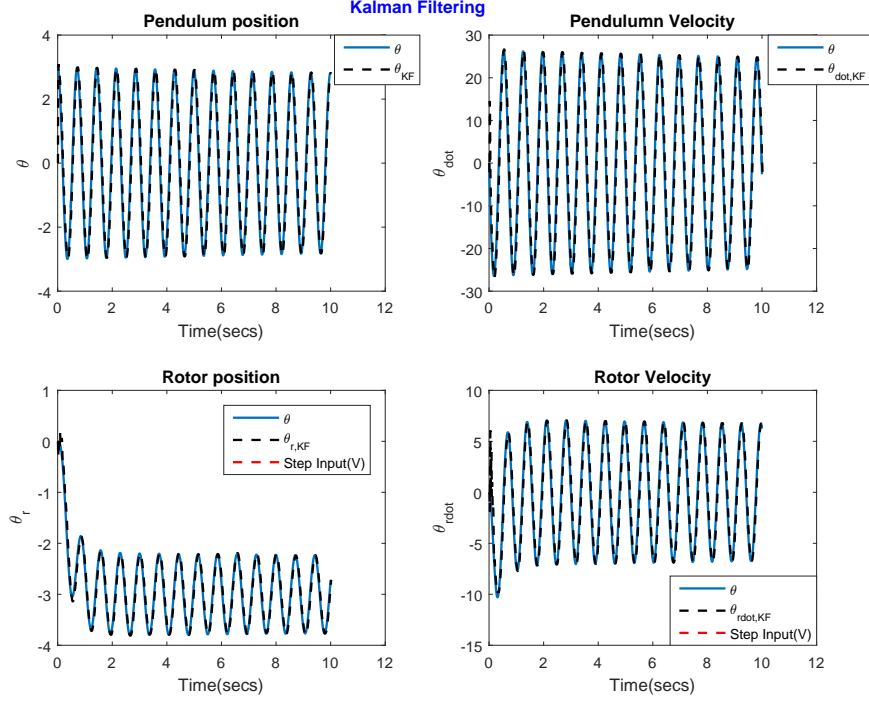 Kalman Filtering
Pendulum position
θ
θ_KF
4
2
0
-2
-4
θ
0 2 4 6 8 10 12
Time(secs)
Pendulumn Velocity
θ
θ_dot,KF
30
20
10
0
-10
-20
-30
θ_dot
0 2 4 6 8 10 12
Time(secs)
Rotor position
θ
θ_r,KF
Step Input(V)
1
0
-1
-2
-3
-4
θ_r
0 2 4 6 8 10 12
Time(secs)
Rotor Velocity
10
5
0
-5
-10
-15
θ_rdot
θ
θ_rdot,KF
Step Input(V)
0 2 4 6 8 10 12
Time(secs)